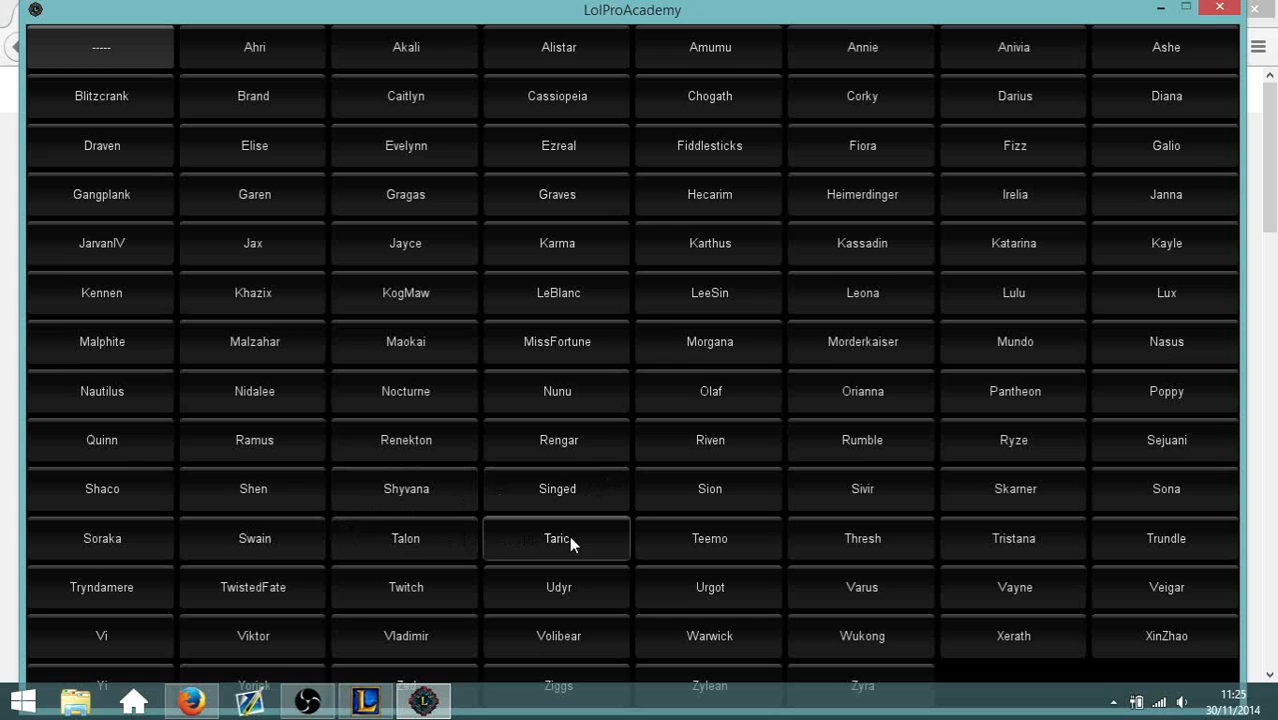 LolProAcademy
----- Ahri Akali Alistar Amumu Annie Anivia Ashe
Blitzcrank Brand Caitlyn Cassiopeia Chogath Corky Darius Diana
Draven Elise Evelynn Ezreal Fiddlesticks Fiora Fizz Galio
Gangplank Garen Gragas Graves Hecarim Heimerdinger Irelia Janna
JarvanIV Jax Jayce Karma Karthus Kassadin Katarina Kayle
Kennen Khazix KogMaw LeBlanc LeeSin Leona Lulu Lux
Malphite Malzahar Maokai MissFortune Morgana Morderkaiser Mundo Nasus
Nautilus Nidalee Nocturne Nunu Olaf Orianna Pantheon Poppy
Quinn Ramus Renekton Rengar Riven Rumble Ryze Sejuani
Shaco Shen Shyvana Singed Sion Sivir Skarner Sona
Soraka Swain Talon Taric Teemo Thresh Tristana Trundle
Tryndamere TwistedFate Twitch Udyr Urgot Varus Vayne Veigar
Vi Viktor Vladimir Volibear Warwick Wukong Xerath XinZhao
Yi Yorick Zed Ziggs Zylean Zyra
11:25
30/11/2014